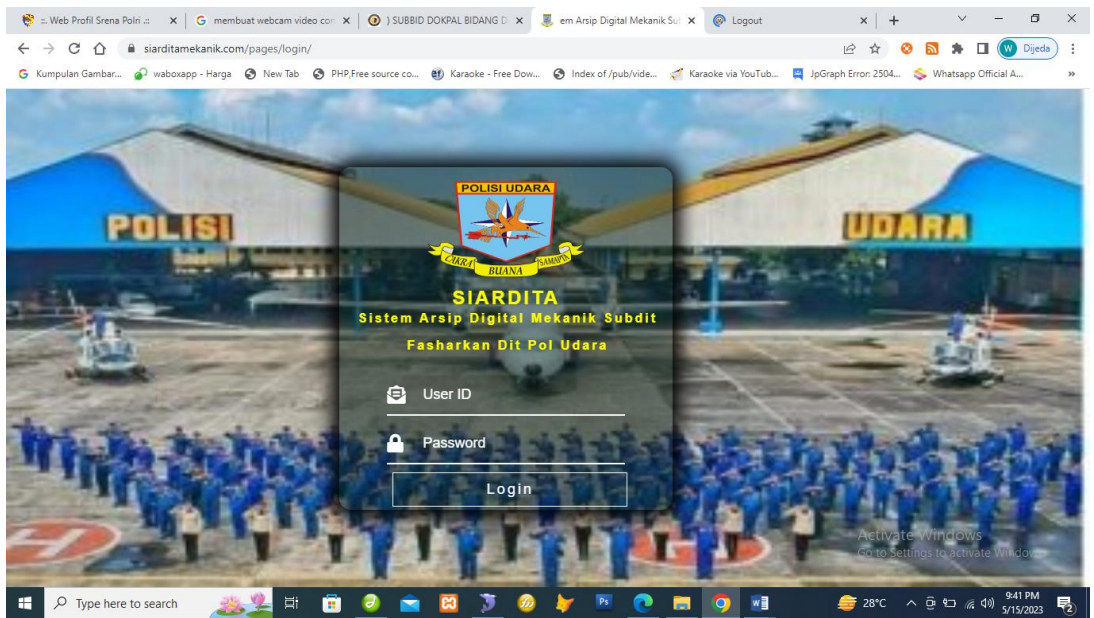 .:. Web Profil Srena Polri .::
membuat webcam video con
) SUBBID DOKPAL BIDANG D
em Arsip Digital Mekanik Su
Logout
siarditamekanik.com/pages/login/
Dijeda
Kumpulan Gambar...
waboxapp - Harga
New Tab
PHP,Free source co...
Karaoke - Free Dow...
Index of /pub/vide...
Karaoke via YouTub...
JpGraph Error: 2504...
Whatsapp Official A...
POLISI
UDARA
POLISI UDARA
CAKRA BUANA SAMAPTA
SIARDITA
Sistem Arsip Digital Mekanik Subdit
Fasharkan Dit Pol Udara
User ID
Password
Login
H
Activate Windows
Go to Settings to activate Windows.
Type here to search
28°C
9:41 PM
5/15/2023
2